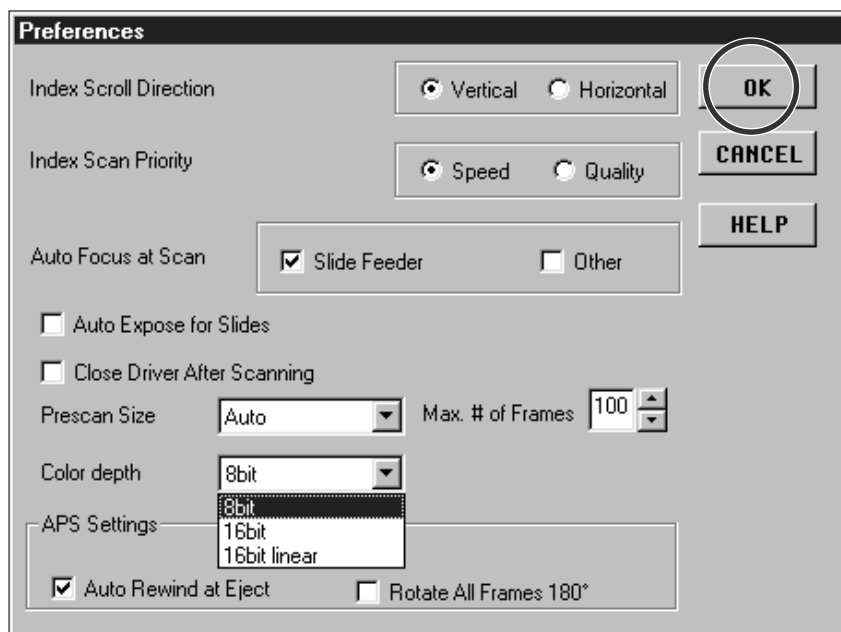 Preferences
Index Scroll Direction Vertical Horizontal OK
Index Scan Priority Speed Quality CANCEL
HELP
Auto Focus at Scan Slide Feeder Other
Auto Expose for Slides
Close Driver After Scanning
Prescan Size Auto Max. # of Frames 100
Color depth 8bit
8bit
16bit
16bit linear
APS Settings
Auto Rewind at Eject Rotate All Frames 180°